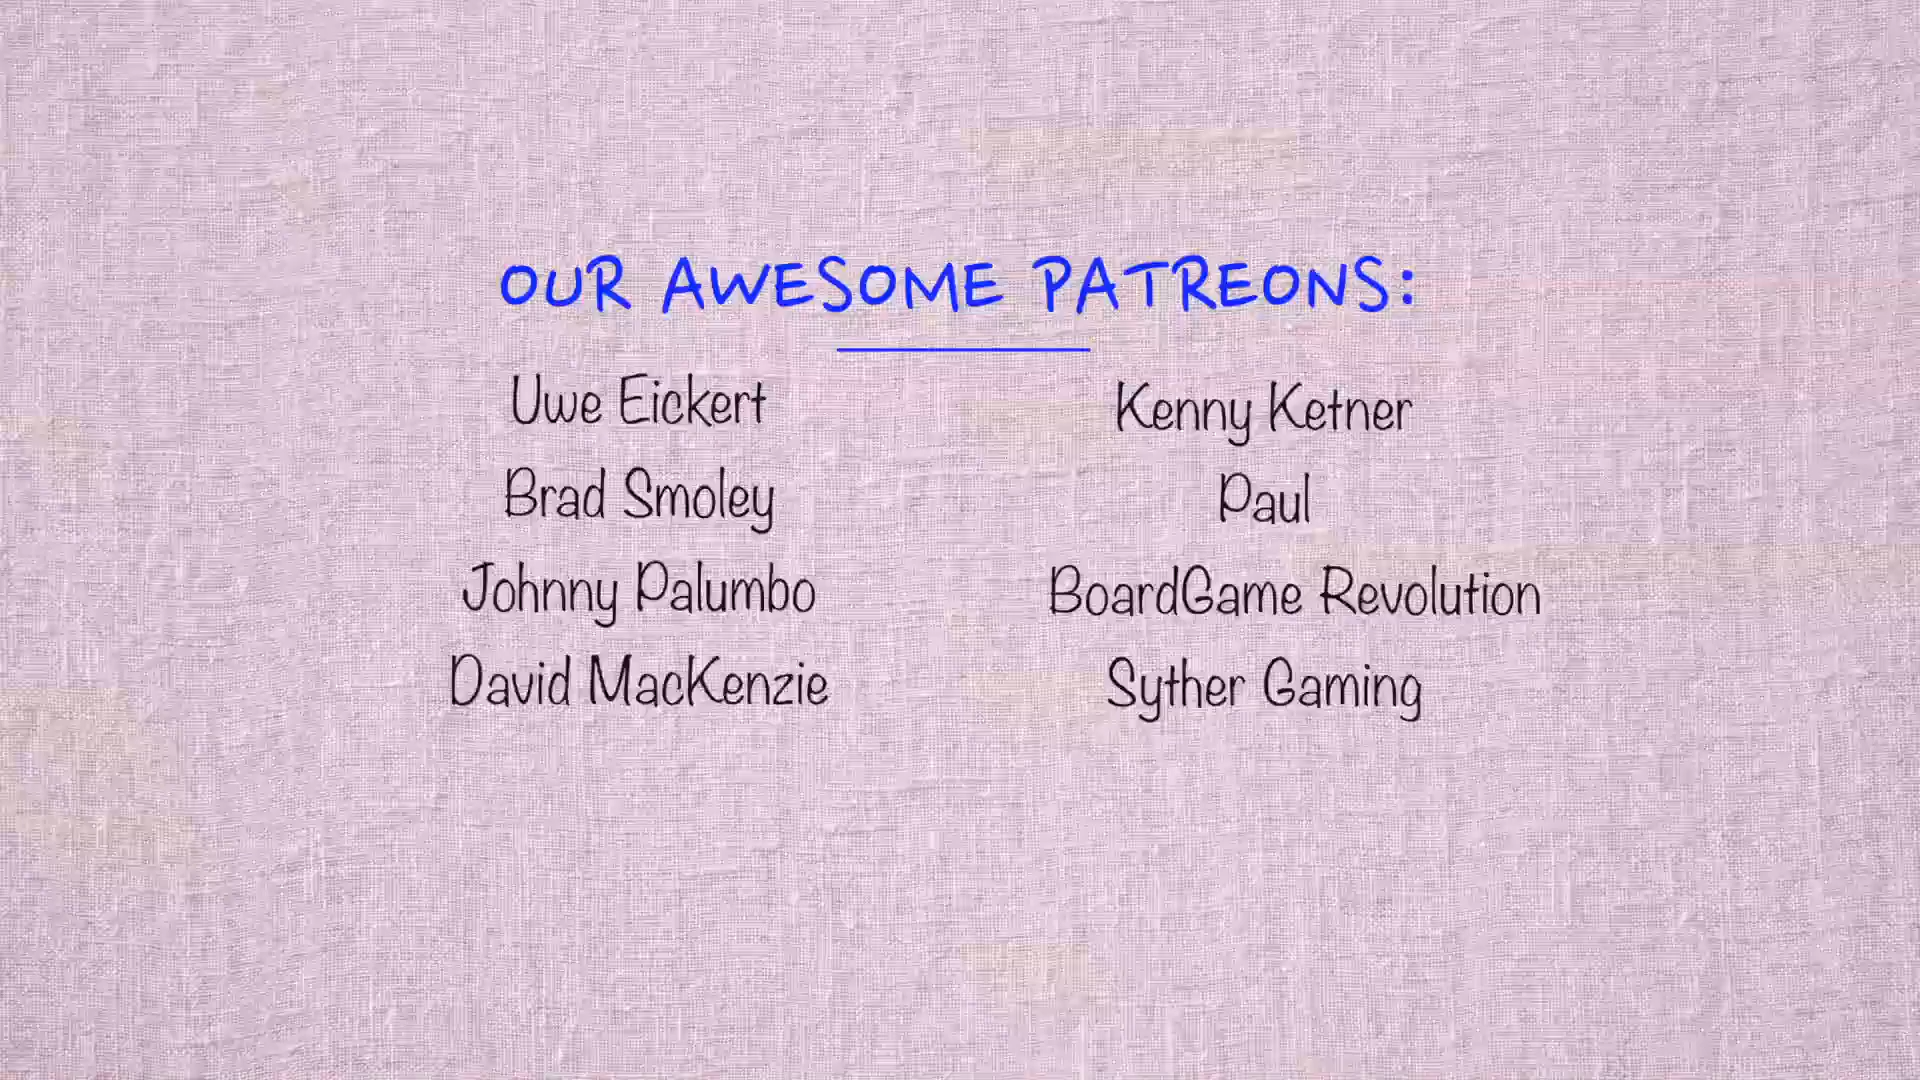 OUR AWESOME PATREONS:
Uwe Eickert
Brad Smoley
Johnny Palumbo
David MacKenzie
Kenny Ketner
Paul
BoardGame Revolution
Syther Gaming